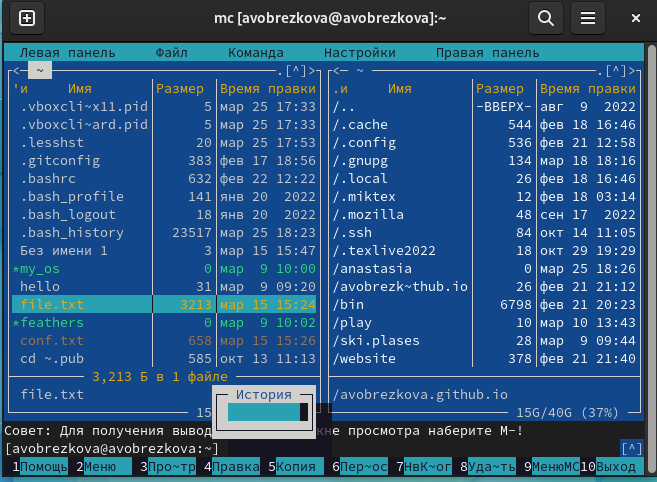 mc [avobrezkova@avobrezkova]:~
Левая панель Файл Команда Настройки Правая панель
<─ ~ .[^]> <─ ~ .[^]>
'и Имя Размер Время правки .и Имя Размер Время правки
.vboxcli~x11.pid 5 мар 25 17:33 /.. -ВВЕРХ- авг 9 2022
.vboxcli~ard.pid 5 мар 25 17:33 /.cache 544 фев 18 16:46
.lesshst 20 мар 25 17:53 /.config 536 фев 21 12:58
.gitconfig 383 фев 17 18:56 /.gnupg 134 мар 18 18:16
.bashrc 632 фев 22 12:22 /.local 26 фев 18 16:46
.bash_profile 141 янв 20 2022 /.miktex 12 фев 18 03:14
.bash_logout 18 янв 20 2022 /.mozilla 48 сен 17 2022
.bash_history 23517 мар 25 18:23 /.ssh 84 окт 14 11:05
Без имени 1 3 мар 15 15:47 /.texlive2022 18 окт 29 19:29
*my_os 0 мар 9 10:00 /anastasia 0 мар 25 18:26
hello 31 мар 9 09:20 /avobrezk~thub.io 26 фев 21 21:12
file.txt 3213 мар 15 15:24 /bin 6798 фев 21 20:23
*feathers 0 мар 9 10:02 /play 10 мар 10 13:43
conf.txt 658 мар 15 15:26 /ski.plases 28 мар 9 09:44
cd ~.pub 585 окт 13 11:13 /website 378 фев 21 21:40
3,213 Б в 1 файле
file.txt /avobrezkova.github.io
История
15 15G/40G (37%)
Совет: Для получения вывод кне просмотра наберите M-!
[avobrezkova@avobrezkova:~] [^]
1Помощь 2Меню 3Про~тр 4Правка 5Копия 6Пер~ос 7НвК~ог 8Уда~ть 9МенюMC 10Выход